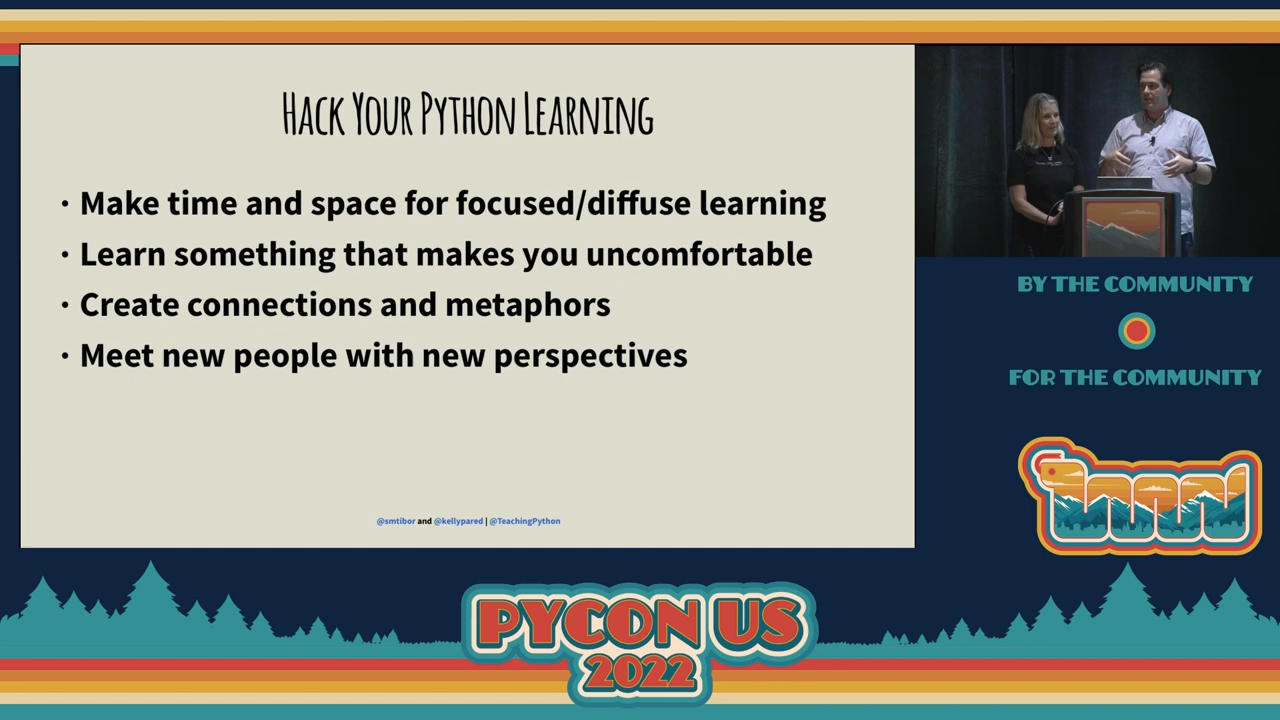 Hack Your Python Learning
• Make time and space for focused/diffuse learning
• Learn something that makes you uncomfortable
• Create connections and metaphors
• Meet new people with new perspectives
@smtibor and @kellypared | @TeachingPython
BY THE COMMUNITY
FOR THE COMMUNITY
PYCON US
2022